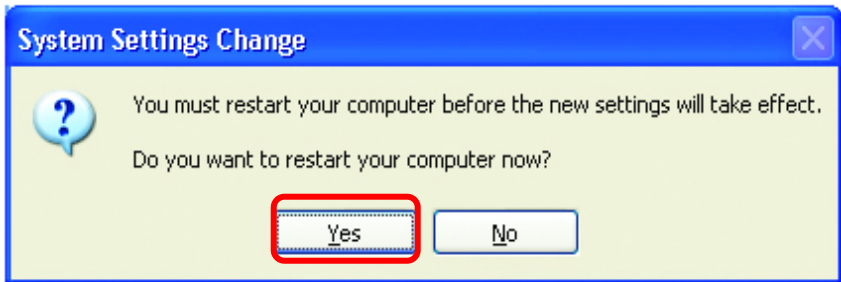 System Settings Change
You must restart your computer before the new settings will take effect.
Do you want to restart your computer now?
Yes
No